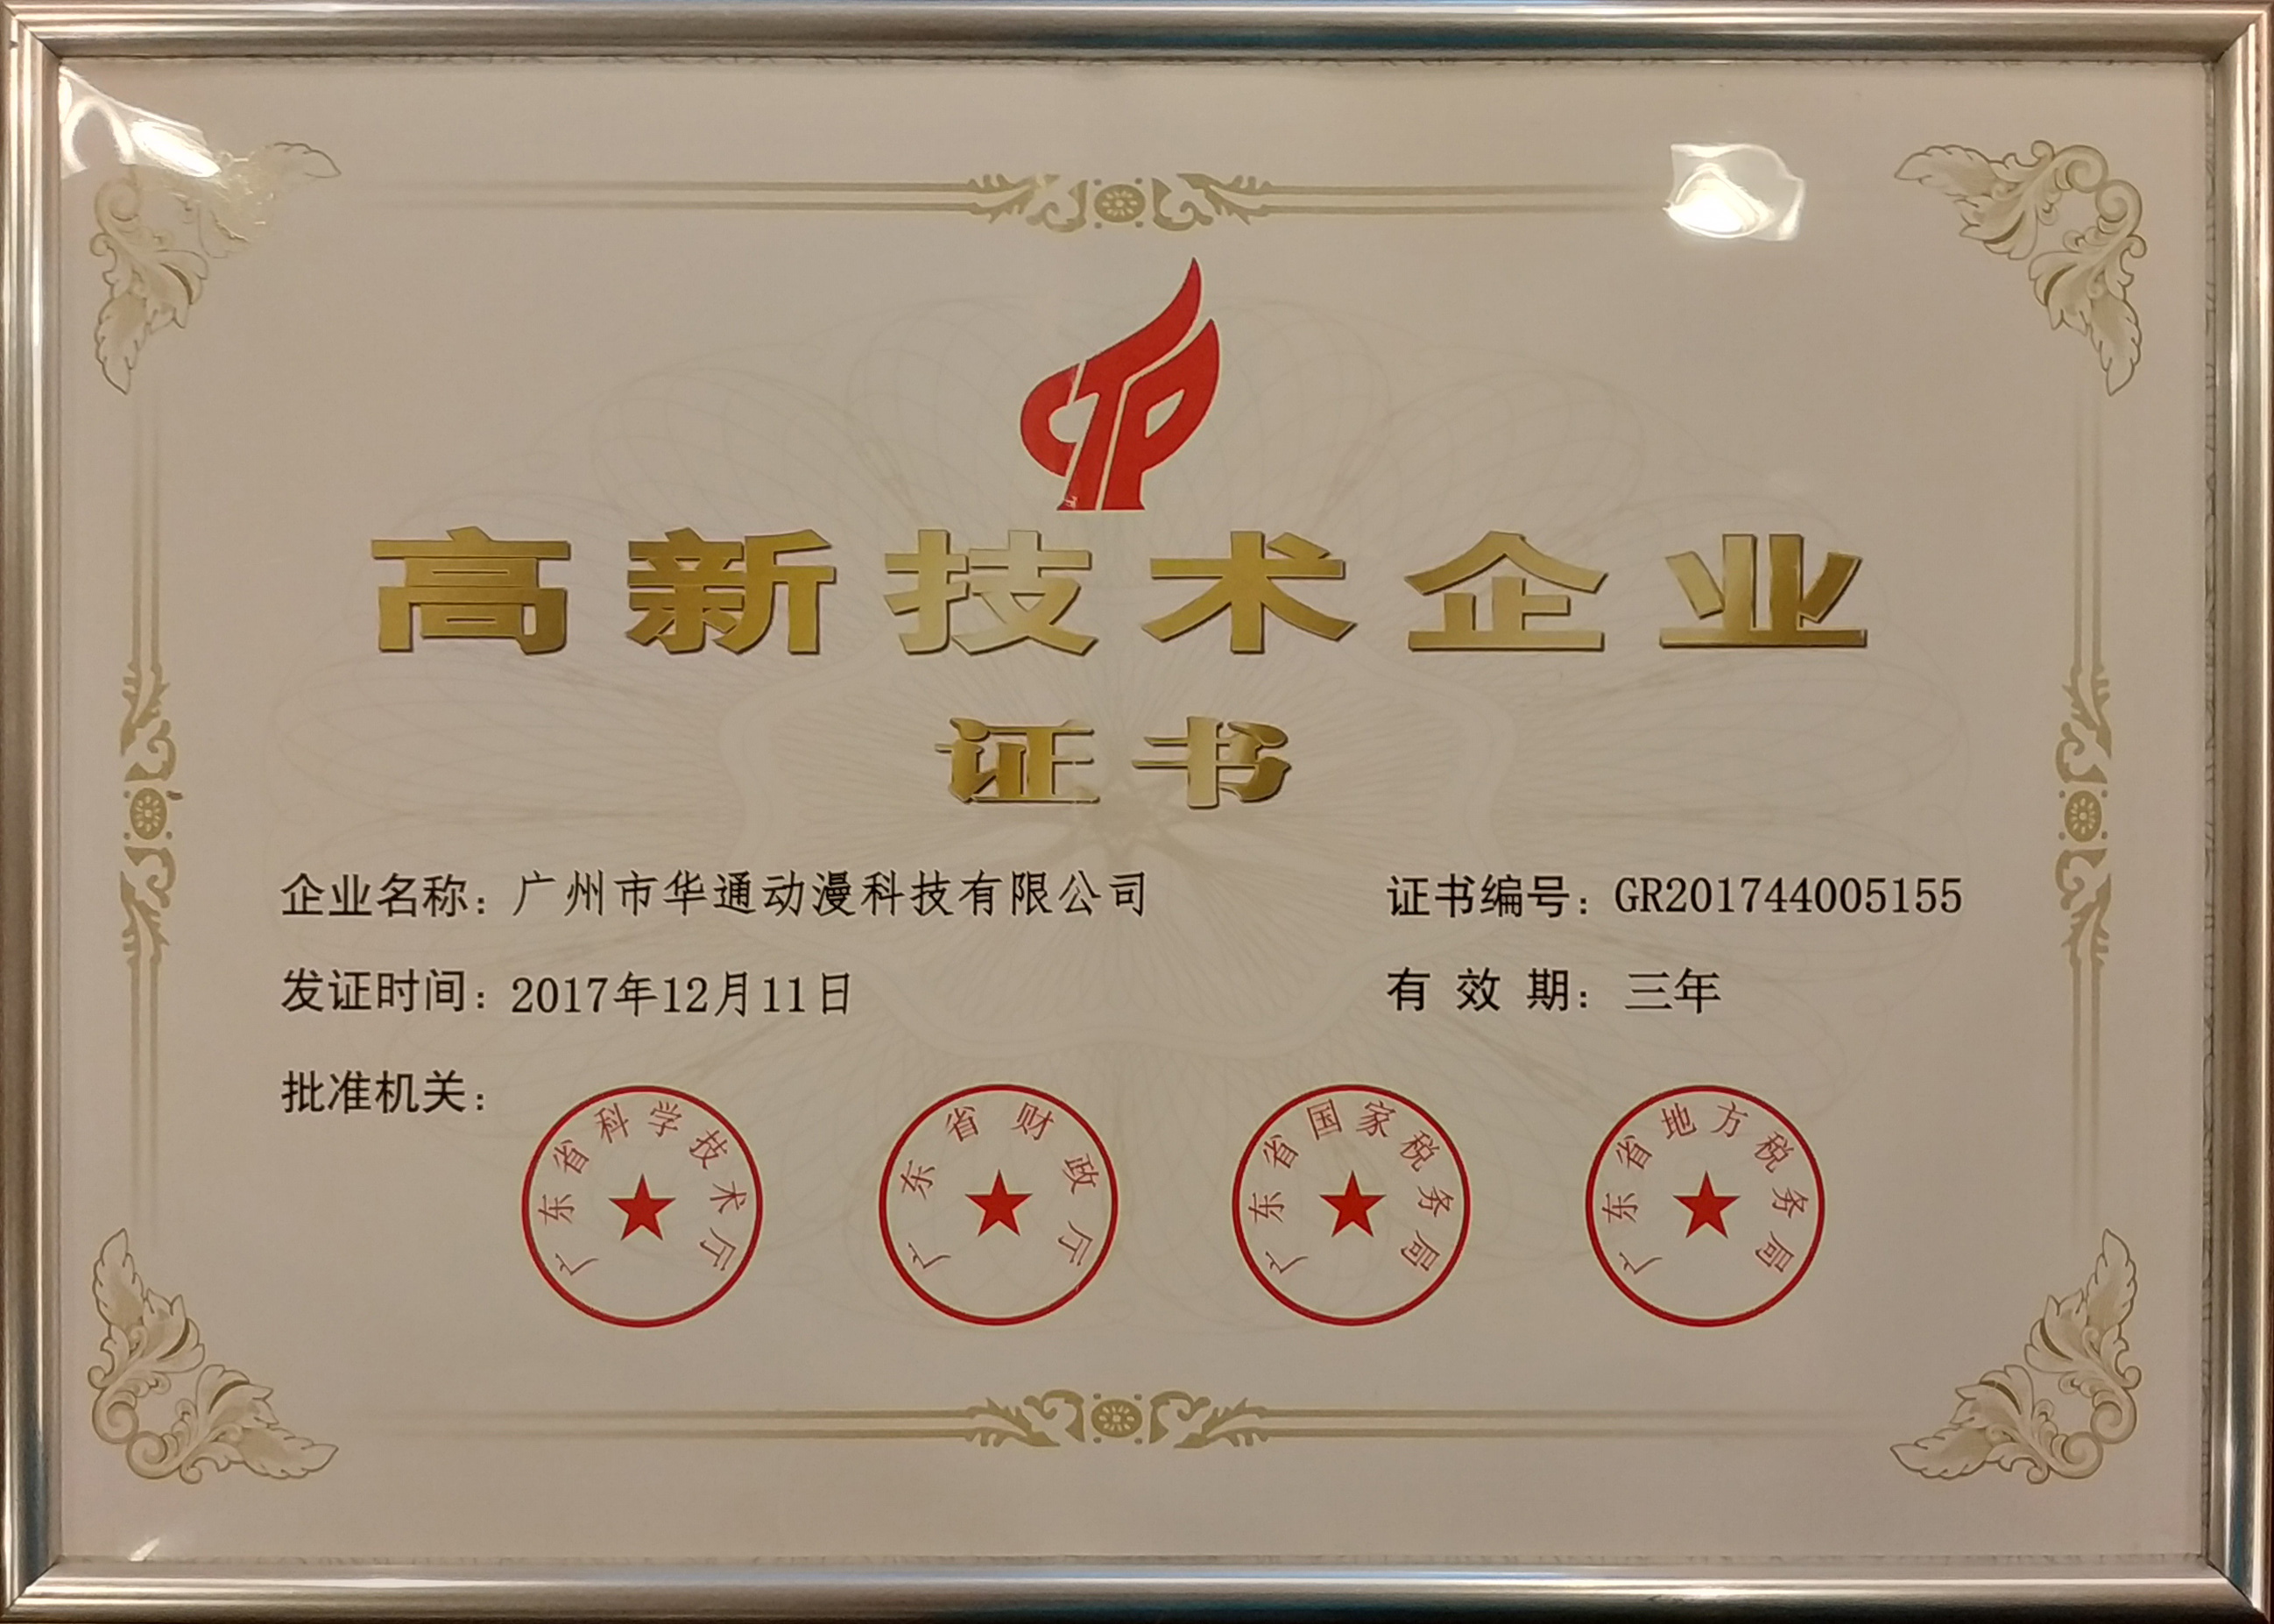 CTP
高新技术企业
证书
企业名称：广州市华通动漫科技有限公司
证书编号：GR201744005155
发证时间：2017年12月11日
有效期：三年
批准机关：
广东省科学技术厅
广东省财政厅
广东省国家税务局
广东省地方税务局